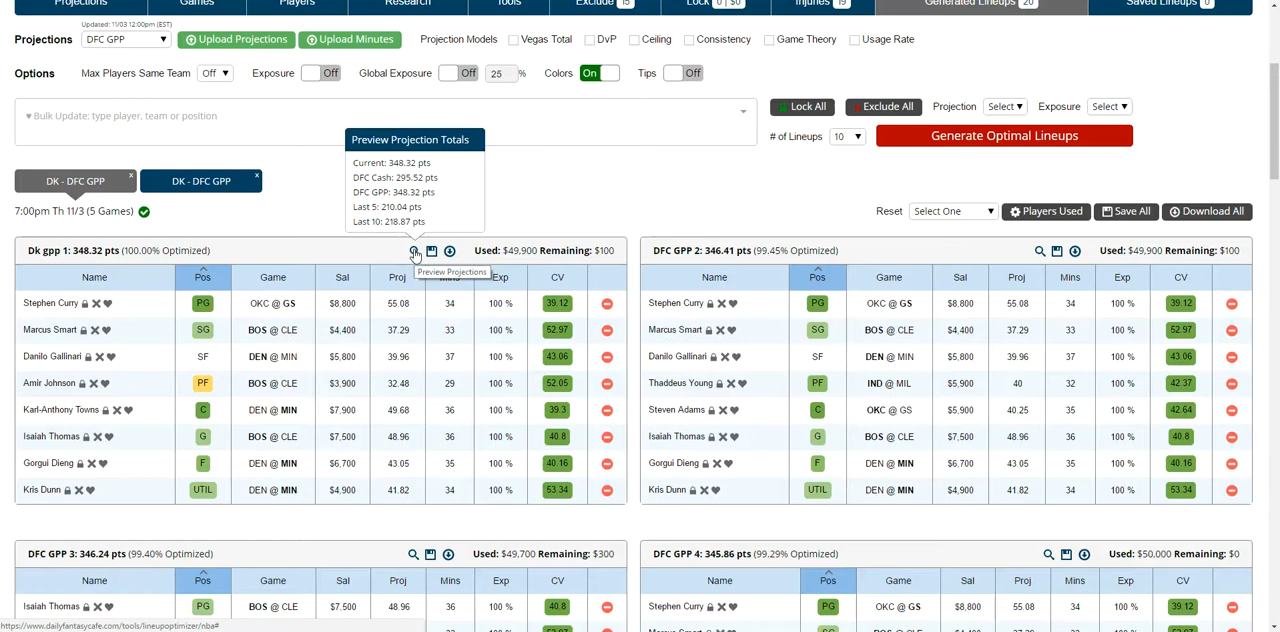 Projections Games Players Research Tools Exclude 15 Lock 0 | $0 Injuries 19 Generated Lineups 20 Saved Lineups 0
Updated: 11/03 12:00pm (EST)
Projections DFC GPP Upload Projections Upload Minutes Projection Models Vegas Total DvP Ceiling Consistency Game Theory Usage Rate
Options Max Players Same Team Off Exposure Off Global Exposure Off 25 % Colors On Tips Off
♥ Bulk Update: type player, team or position
Lock All Exclude All Projection Select Exposure Select
# of Lineups 10 Generate Optimal Lineups
Preview Projection Totals
Current: 348.32 pts
DFC Cash: 295.52 pts
DFC GPP: 348.32 pts
Last 5: 210.04 pts
Last 10: 218.87 pts
DK - DFC GPP x DK - DFC GPP x
7:00pm Th 11/3 (5 Games)
Reset Select One Players Used Save All Download All
Dk gpp 1: 348.32 pts (100.00% Optimized) Used: $49,900 Remaining: $100
Preview Projections
Name Pos Game Sal Proj Mins Exp CV
Stephen Curry PG OKC @ GS $8,800 55.08 34 100 % 39.12
Marcus Smart SG BOS @ CLE $4,400 37.29 33 100 % 52.97
Danilo Gallinari SF DEN @ MIN $5,800 39.96 37 100 % 43.06
Amir Johnson PF BOS @ CLE $3,900 32.48 29 100 % 52.05
Karl-Anthony Towns C DEN @ MIN $7,900 49.68 36 100 % 39.3
Isaiah Thomas G BOS @ CLE $7,500 48.96 36 100 % 40.8
Gorgui Dieng F DEN @ MIN $6,700 43.05 35 100 % 40.16
Kris Dunn UTIL DEN @ MIN $4,900 41.82 34 100 % 53.34
DFC GPP 2: 346.41 pts (99.45% Optimized) Used: $49,900 Remaining: $100
Name Pos Game Sal Proj Mins Exp CV
Stephen Curry PG OKC @ GS $8,800 55.08 34 100 % 39.12
Marcus Smart SG BOS @ CLE $4,400 37.29 33 100 % 52.97
Danilo Gallinari SF DEN @ MIN $5,800 39.96 37 100 % 43.06
Thaddeus Young PF IND @ MIL $5,900 40 32 100 % 42.37
Steven Adams C OKC @ GS $5,900 40.25 35 100 % 42.64
Isaiah Thomas G BOS @ CLE $7,500 48.96 36 100 % 40.8
Gorgui Dieng F DEN @ MIN $6,700 43.05 35 100 % 40.16
Kris Dunn UTIL DEN @ MIN $4,900 41.82 34 100 % 53.34
DFC GPP 3: 346.24 pts (99.40% Optimized) Used: $49,700 Remaining: $300
Name Pos Game Sal Proj Mins Exp CV
Isaiah Thomas PG BOS @ CLE $7,500 48.96 36 100 % 40.8
DFC GPP 4: 345.86 pts (99.29% Optimized) Used: $50,000 Remaining: $0
Name Pos Game Sal Proj Mins Exp CV
Stephen Curry PG OKC @ GS $8,800 55.08 34 100 % 39.12
https://www.dailyfantasycafe.com/tools/lineupoptimizer/nba#